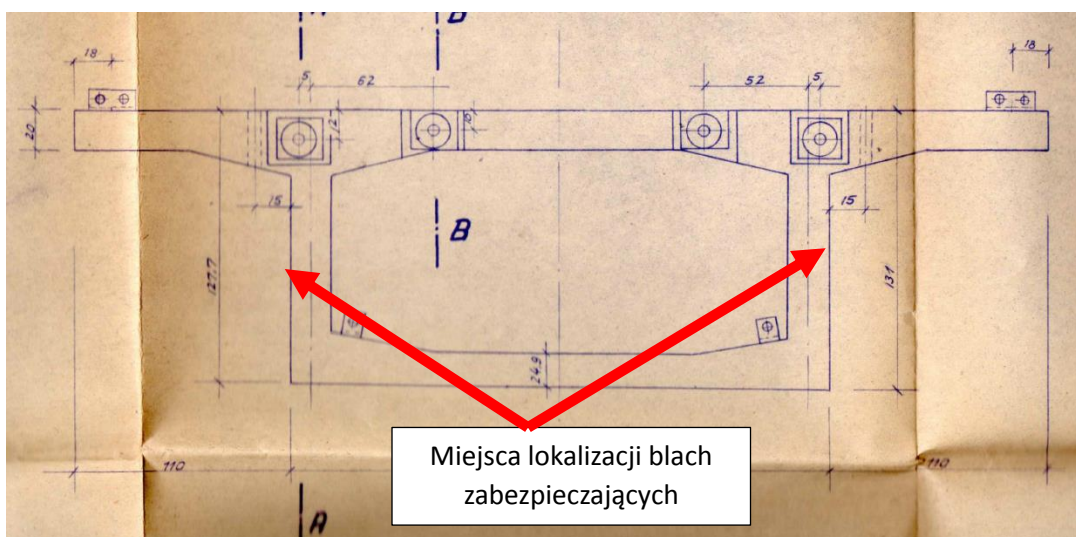 A B
18 18
5 62 52 5
20 12 16
15 B 15
127,7 131
24,9
110 110
Miejsca lokalizacji blach
zabezpieczających
A